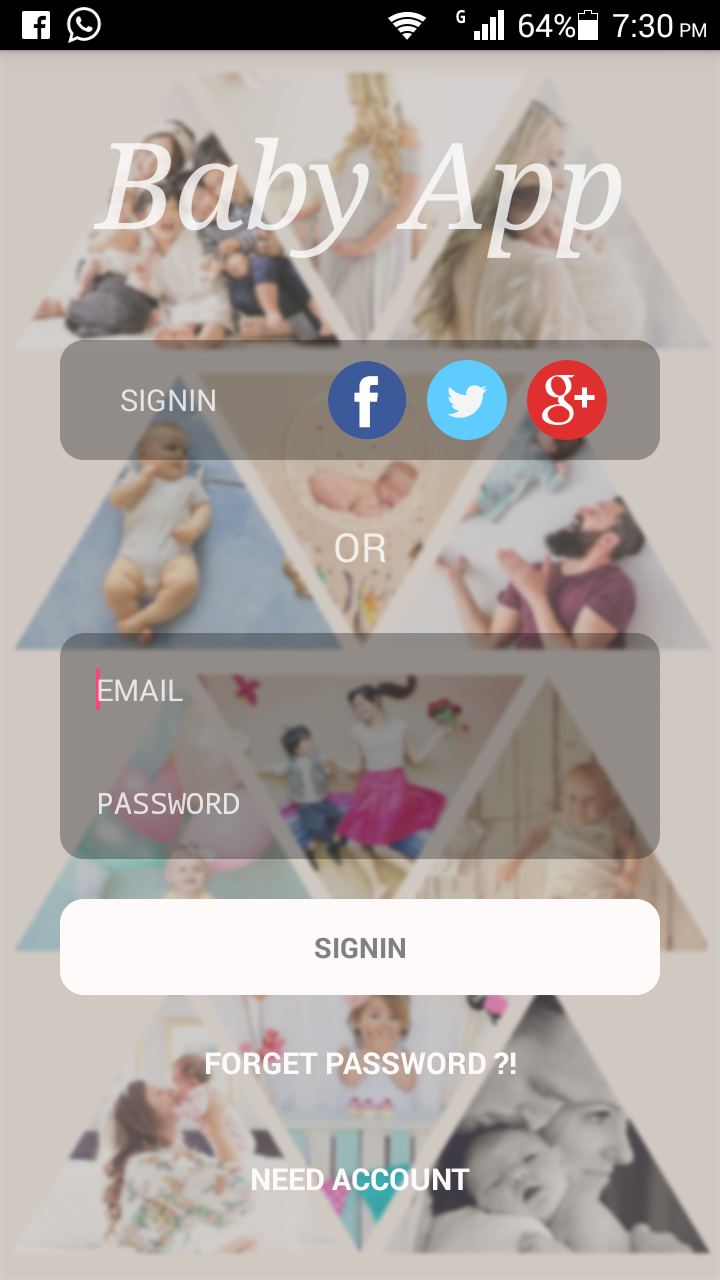 G 64% 7:30 PM
Baby App
SIGNIN f g+
OR
EMAIL
PASSWORD
SIGNIN
FORGET PASSWORD ?!
NEED ACCOUNT